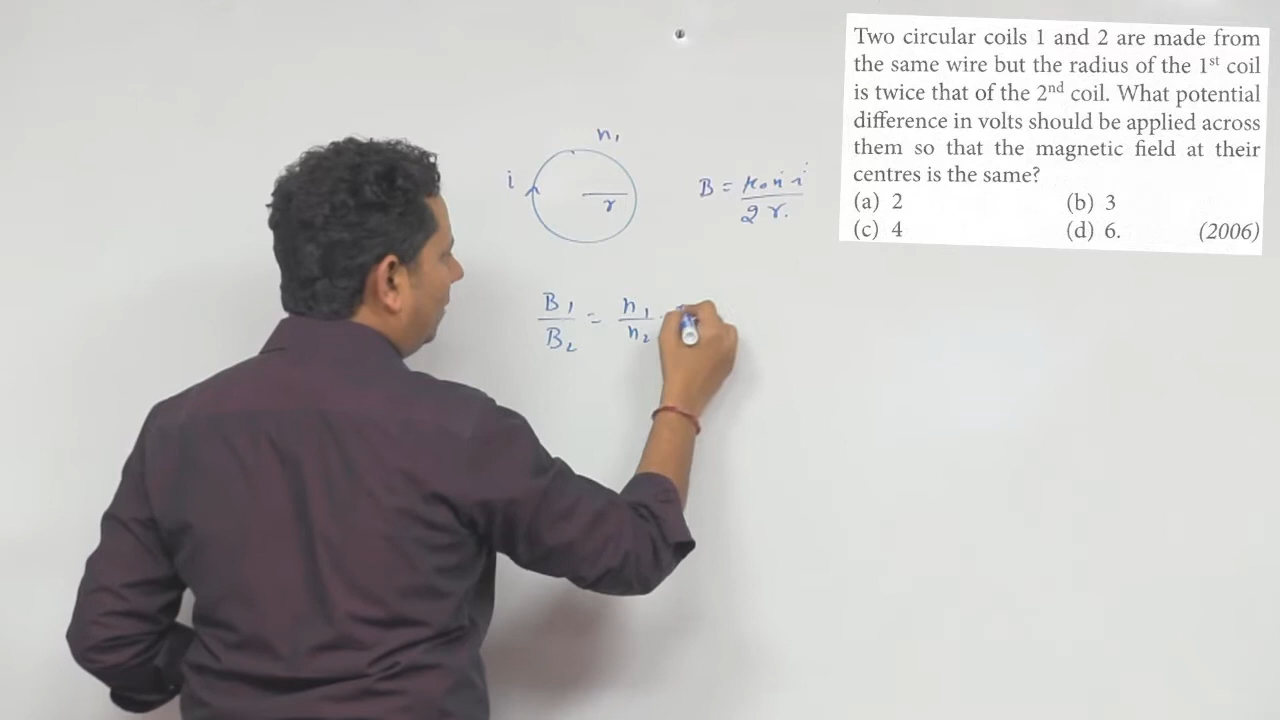 Two circular coils 1 and 2 are made from
the same wire but the radius of the 1st coil
is twice that of the 2nd coil. What potential
difference in volts should be applied across
them so that the magnetic field at their
centres is the same?
(a) 2 (b) 3
(c) 4 (d) 6. (2006)
n₁
i
r
B = μ₀ n i / 2 r.
B₁ / B₂ = n₁ / n₂